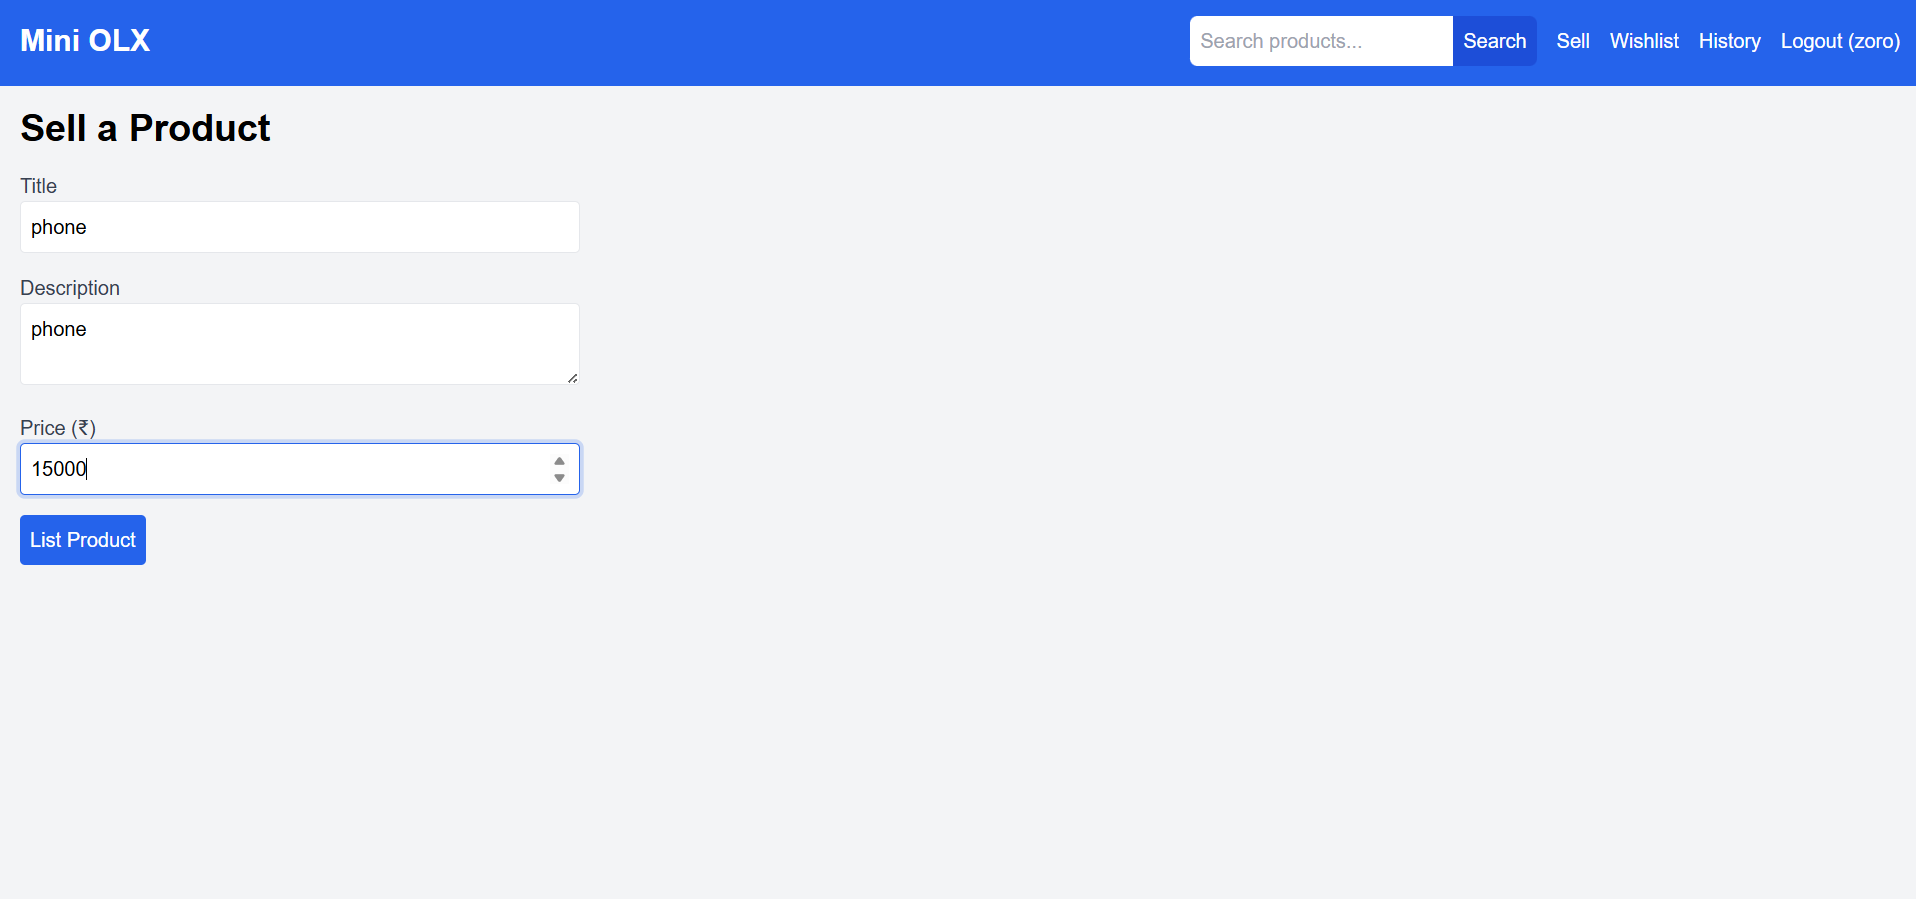 Mini OLX
Search products...
Search
Sell
Wishlist
History
Logout (zoro)
Sell a Product
Title
phone
Description
phone
Price (₹)
15000
List Product